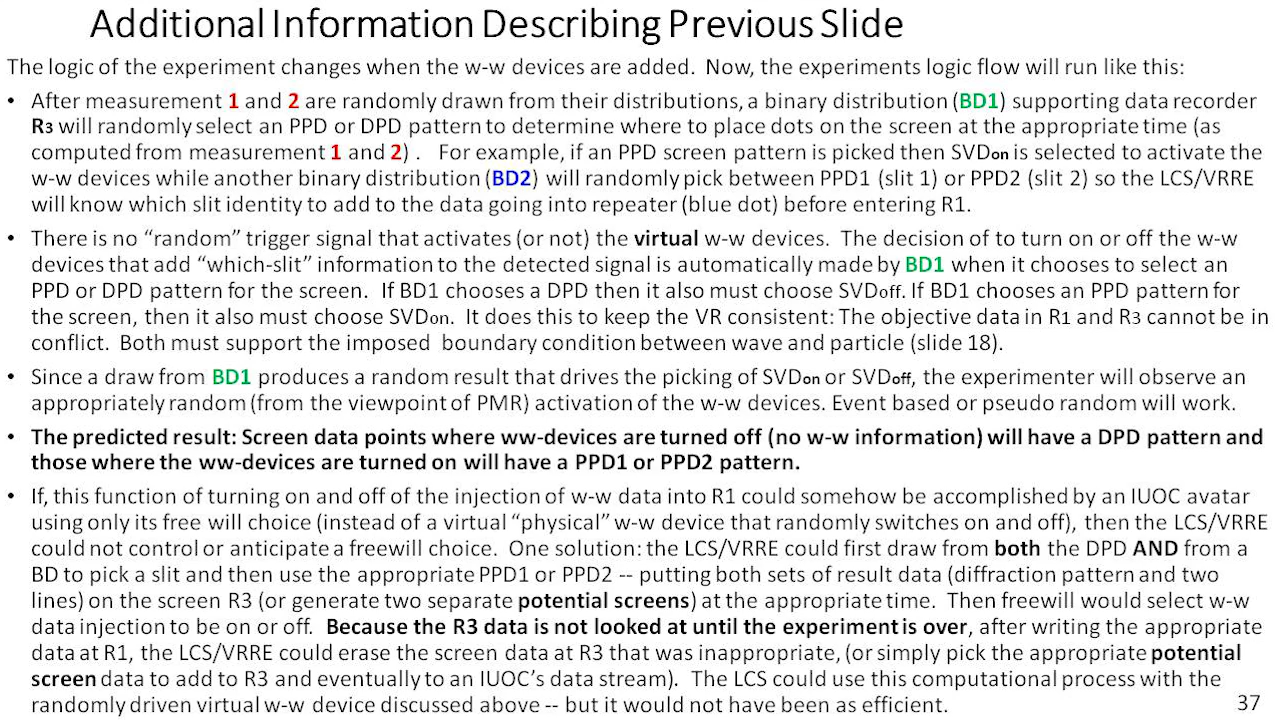 Additional Information Describing Previous Slide
The logic of the experiment changes when the w-w devices are added.  Now, the experiments logic flow will run like this:
• After measurement 1 and 2 are randomly drawn from their distributions, a binary distribution (BD1) supporting data recorder
R3 will randomly select an PPD or DPD pattern to determine where to place dots on the screen at the appropriate time (as
computed from measurement 1 and 2) .   For example, if an PPD screen pattern is picked then SVDon is selected to activate the
w-w devices while another binary distribution (BD2) will randomly pick between PPD1 (slit 1) or PPD2 (slit 2) so the LCS/VRRE
will know which slit identity to add to the data going into repeater (blue dot) before entering R1.
• There is no “random” trigger signal that activates (or not) the virtual w-w devices.  The decision of to turn on or off the w-w
devices that add “which-slit” information to the detected signal is automatically made by BD1 when it chooses to select an
PPD or DPD pattern for the screen.  If BD1 chooses a DPD then it also must choose SVDoff. If BD1 chooses an PPD pattern for
the screen, then it also must choose SVDon.  It does this to keep the VR consistent: The objective data in R1 and R3 cannot be in
conflict.  Both must support the imposed  boundary condition between wave and particle (slide 18).
• Since a draw from BD1 produces a random result that drives the picking of SVDon or SVDoff, the experimenter will observe an
appropriately random (from the viewpoint of PMR) activation of the w-w devices. Event based or pseudo random will work.
• The predicted result: Screen data points where ww-devices are turned off (no w-w information) will have a DPD pattern and
those where the ww-devices are turned on will have a PPD1 or PPD2 pattern.
• If, this function of turning on and off of the injection of w-w data into R1 could somehow be accomplished by an IUOC avatar
using only its free will choice (instead of a virtual “physical” w-w device that randomly switches on and off), then the LCS/VRRE
could not control or anticipate a freewill choice.  One solution: the LCS/VRRE could first draw from both the DPD AND from a
BD to pick a slit and then use the appropriate PPD1 or PPD2 -- putting both sets of result data (diffraction pattern and two
lines) on the screen R3 (or generate two separate potential screens) at the appropriate time.  Then freewill would select w-w
data injection to be on or off.  Because the R3 data is not looked at until the experiment is over, after writing the appropriate
data at R1, the LCS/VRRE could erase the screen data at R3 that was inappropriate, (or simply pick the appropriate potential
screen data to add to R3 and eventually to an IUOC’s data stream).  The LCS could use this computational process with the
randomly driven virtual w-w device discussed above -- but it would not have been as efficient.
37